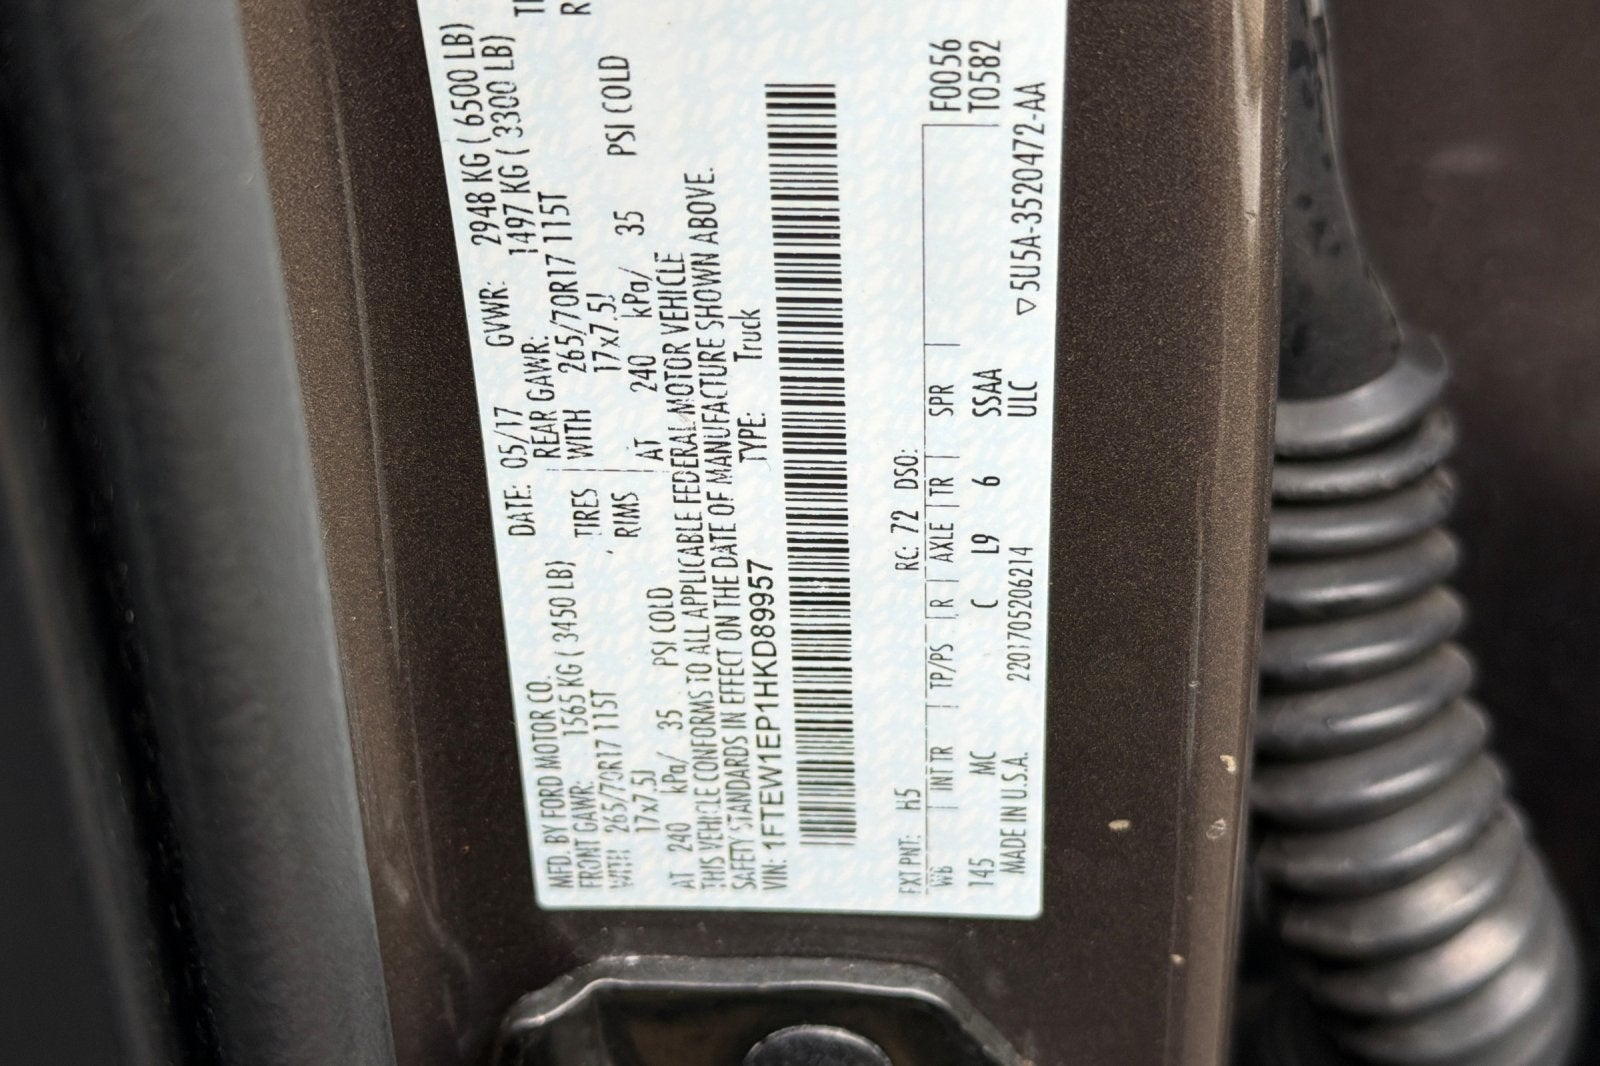 MFD. BY FORD MOTOR CO.
DATE: 05/17 GVWR: 2948 KG ( 6500 LB)
FRONT GAWR: 1565 KG ( 3450 LB)
REAR GAWR: 1497 KG ( 3300 LB)
WITH 265/70R17 115T TIRES WITH 265/70R17 115T
17x7.5J RIMS 17x7.5J
AT 240 kPa/ 35 PSI COLD AT 240 kPa/ 35 PSI COLD
THIS VEHICLE CONFORMS TO ALL APPLICABLE FEDERAL MOTOR VEHICLE
SAFETY STANDARDS IN EFFECT ON THE DATE OF MANUFACTURE SHOWN ABOVE.
VIN: 1FTEW1EP1HKD89957 TYPE: Truck
F0056
T0582
EXT PNT: H5 RC: 72 DSO:
WB INT TR TP/PS R AXLE TR SPR
145 MC C L9 6 SSAA
MADE IN U.S.A. 220170520621​4 ULC
▽5U5A-3520472-AA